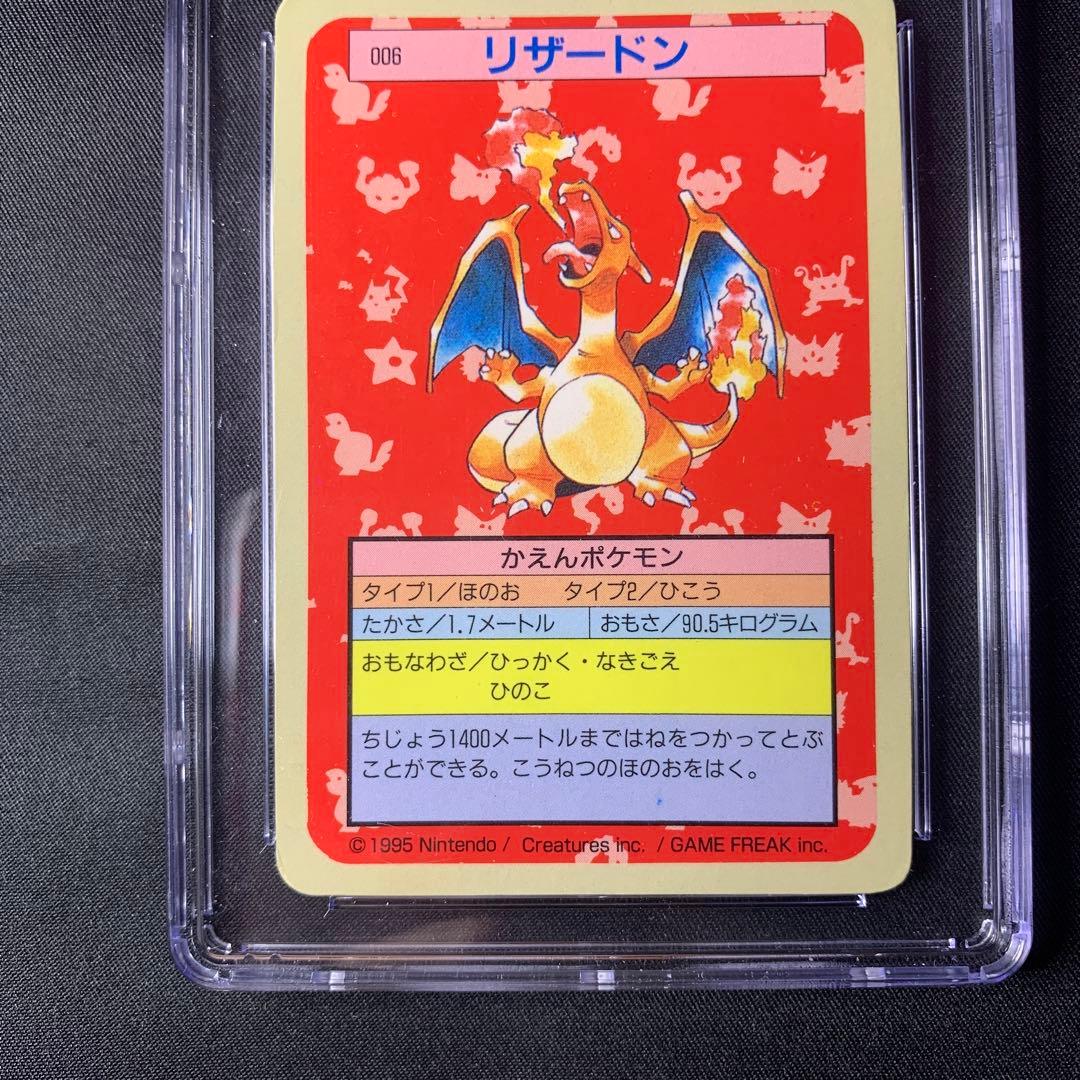 006 リザードン
かえんポケモン
タイプ1／ほのお タイプ2／ひこう
たかさ／1.7メートル おもさ／90.5キログラム
おもなわざ／ひっかく・なきごえ
ひのこ
ちじょう1400メートルまではねをつかってとぶ
ことができる。こうねつのほのおをはく。
©1995 Nintendo / Creatures inc. / GAME FREAK inc.